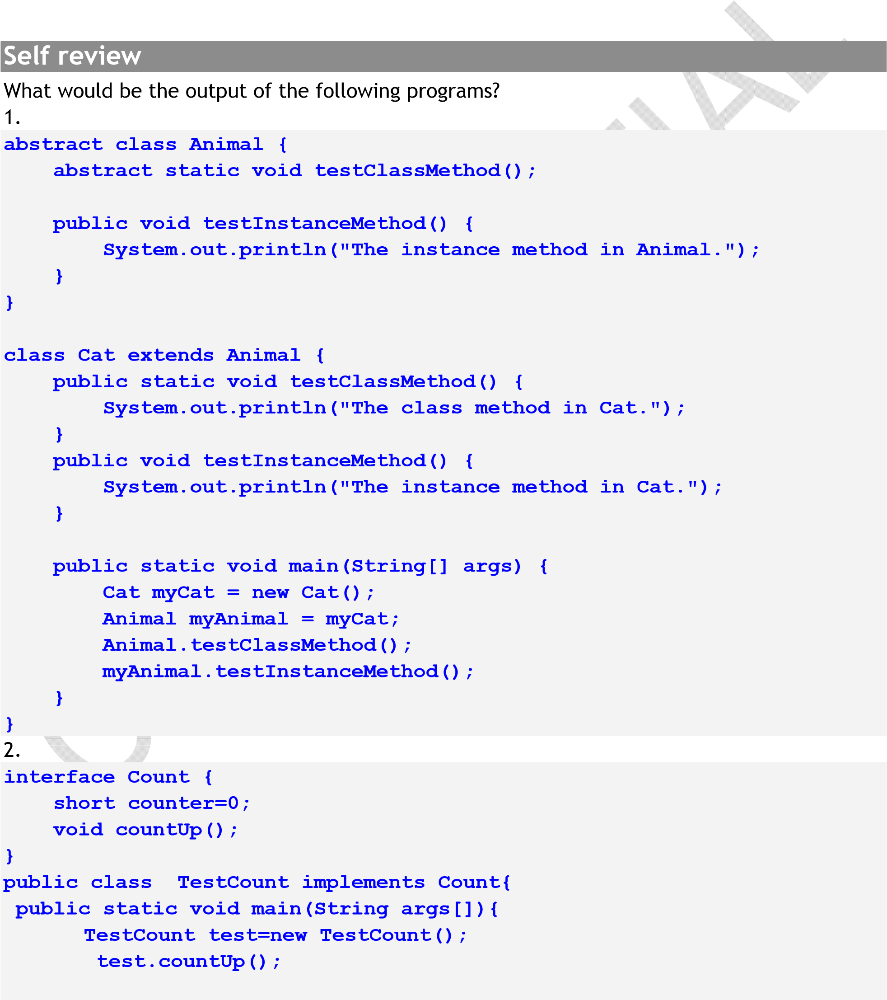 Self review
What would be the output of the following programs?
1.
abstract class Animal {
    abstract static void testClassMethod();

    public void testInstanceMethod() {
        System.out.println("The instance method in Animal.");
    }
}

class Cat extends Animal {
    public static void testClassMethod() {
        System.out.println("The class method in Cat.");
    }
    public void testInstanceMethod() {
        System.out.println("The instance method in Cat.");
    }

    public static void main(String[] args) {
        Cat myCat = new Cat();
        Animal myAnimal = myCat;
        Animal.testClassMethod();
        myAnimal.testInstanceMethod();
    }
}
2.
interface Count {
    short counter=0;
    void countUp();
}
public class  TestCount implements Count{
 public static void main(String args[]){
      TestCount test=new TestCount();
       test.countUp();